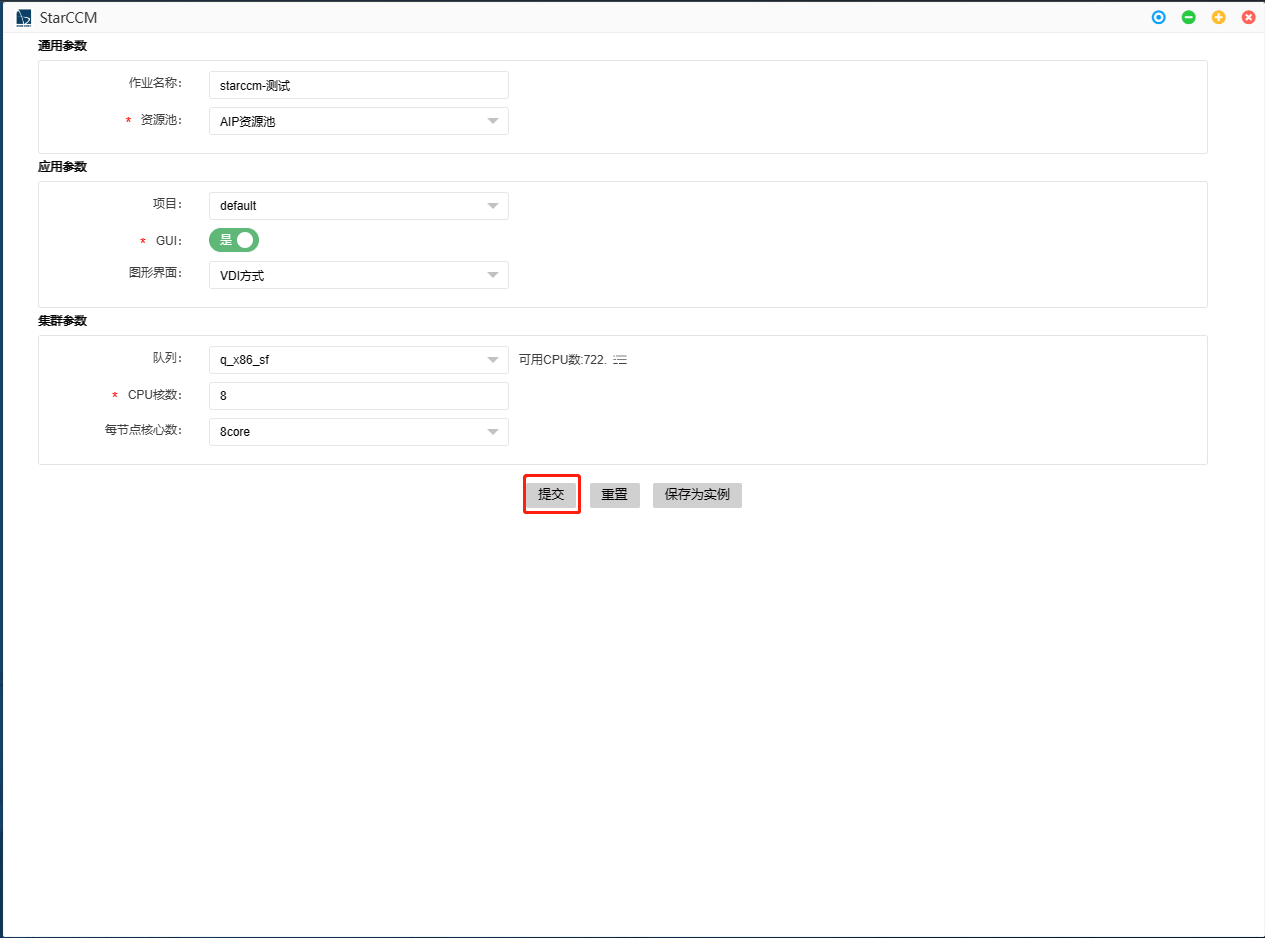 StarCCM
通用参数
作业名称: starccm-测试
* 资源池: AIP资源池
应用参数
项目: default
* GUI: 是
图形界面: VDI方式
集群参数
队列: q_x86_sf 可用CPU数:722.
* CPU核数: 8
每节点核心数: 8core
提交 重置 保存为实例